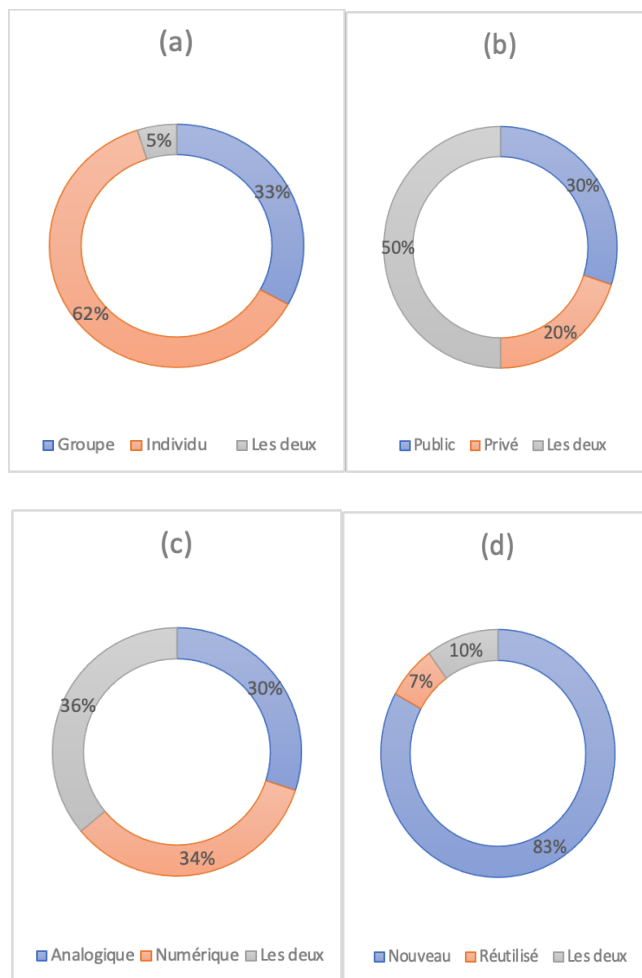 (a)
5%
33%
62%
Groupe Individu Les deux
(b)
30%
50%
20%
Public Privé Les deux
(c)
36%
30%
34%
Analogique Numérique Les deux
(d)
10%
7%
83%
Nouveau Réutilisé Les deux